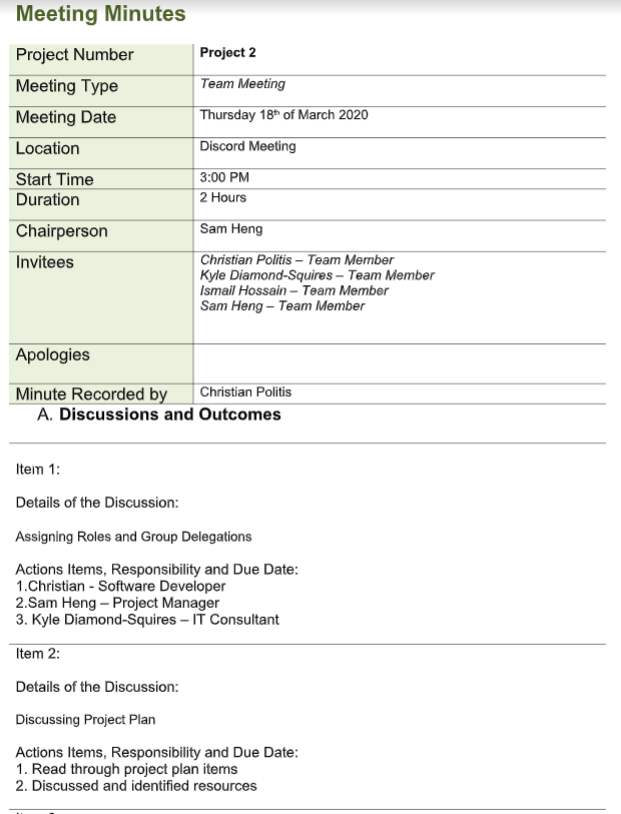 Meeting Minutes
Project Number Project 2
Meeting Type Team Meeting
Meeting Date Thursday 18th of March 2020
Location Discord Meeting
Start Time 3:00 PM
Duration 2 Hours
Chairperson Sam Heng
Invitees Christian Politis – Team Member
Kyle Diamond-Squires – Team Member
Ismail Hossain – Team Member
Sam Heng – Team Member
Apologies
Minute Recorded by Christian Politis
A. Discussions and Outcomes
Item 1:
Details of the Discussion:
Assigning Roles and Group Delegations
Actions Items, Responsibility and Due Date:
1.Christian - Software Developer
2.Sam Heng – Project Manager
3. Kyle Diamond-Squires – IT Consultant
Item 2:
Details of the Discussion:
Discussing Project Plan
Actions Items, Responsibility and Due Date:
1. Read through project plan items
2. Discussed and identified resources